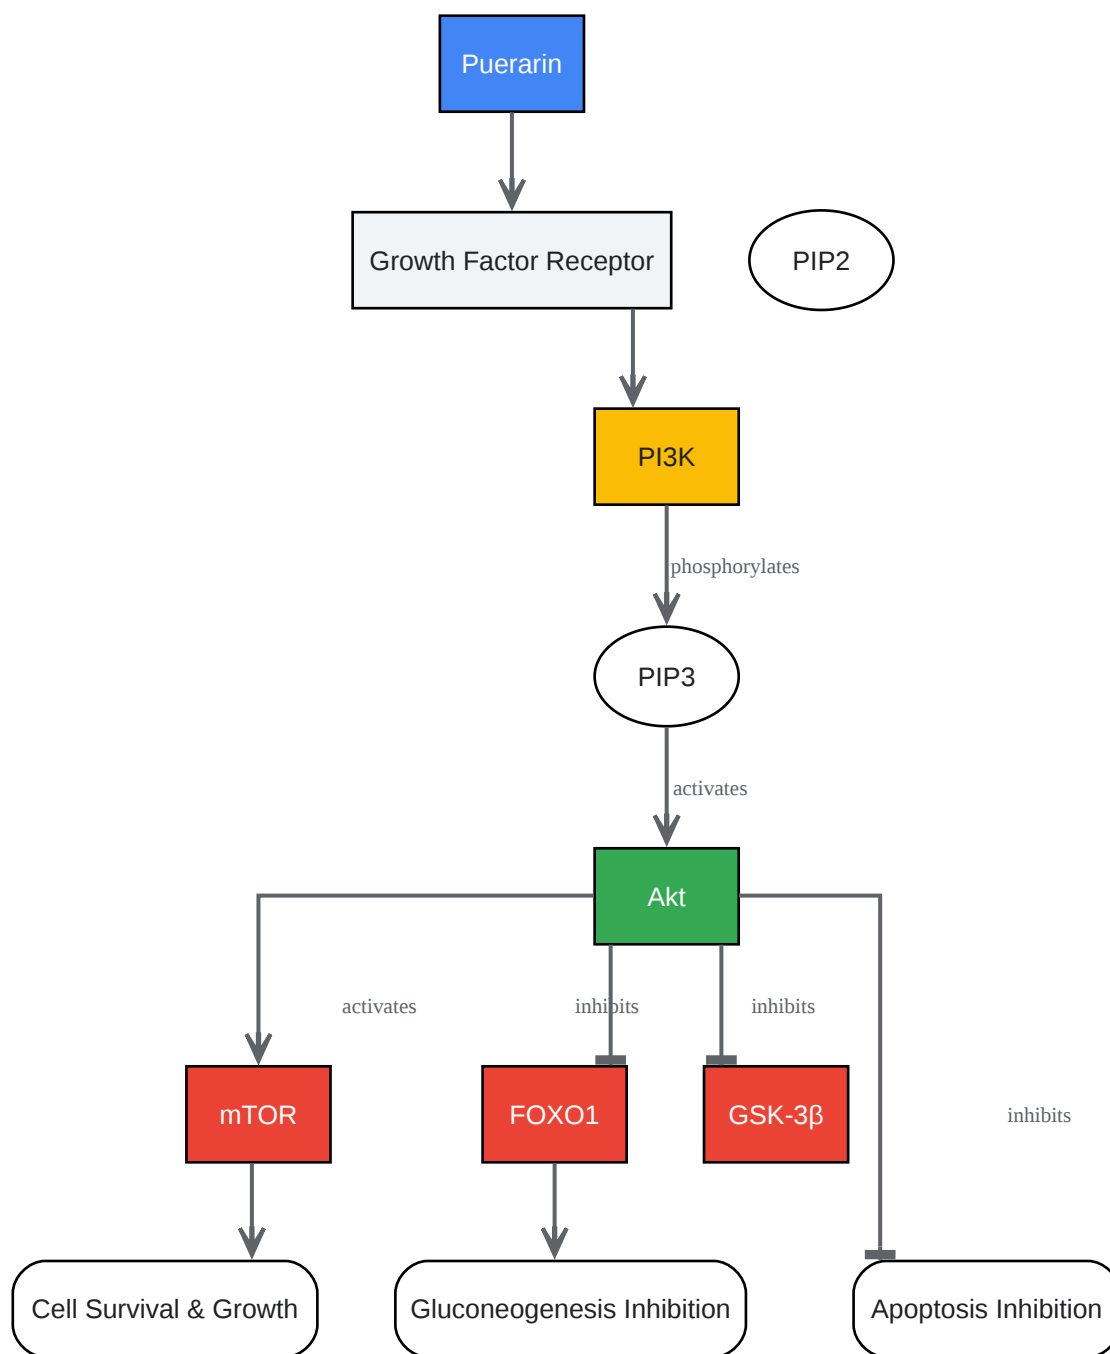 Puerarin
Growth Factor Receptor
PIP2
PI3K
phosphorylates
PIP3
activates
Akt
activates
inhibits
inhibits
mTOR
FOXO1
GSK-3β
inhibits
Cell Survival & Growth
Gluconeogenesis Inhibition
Apoptosis Inhibition